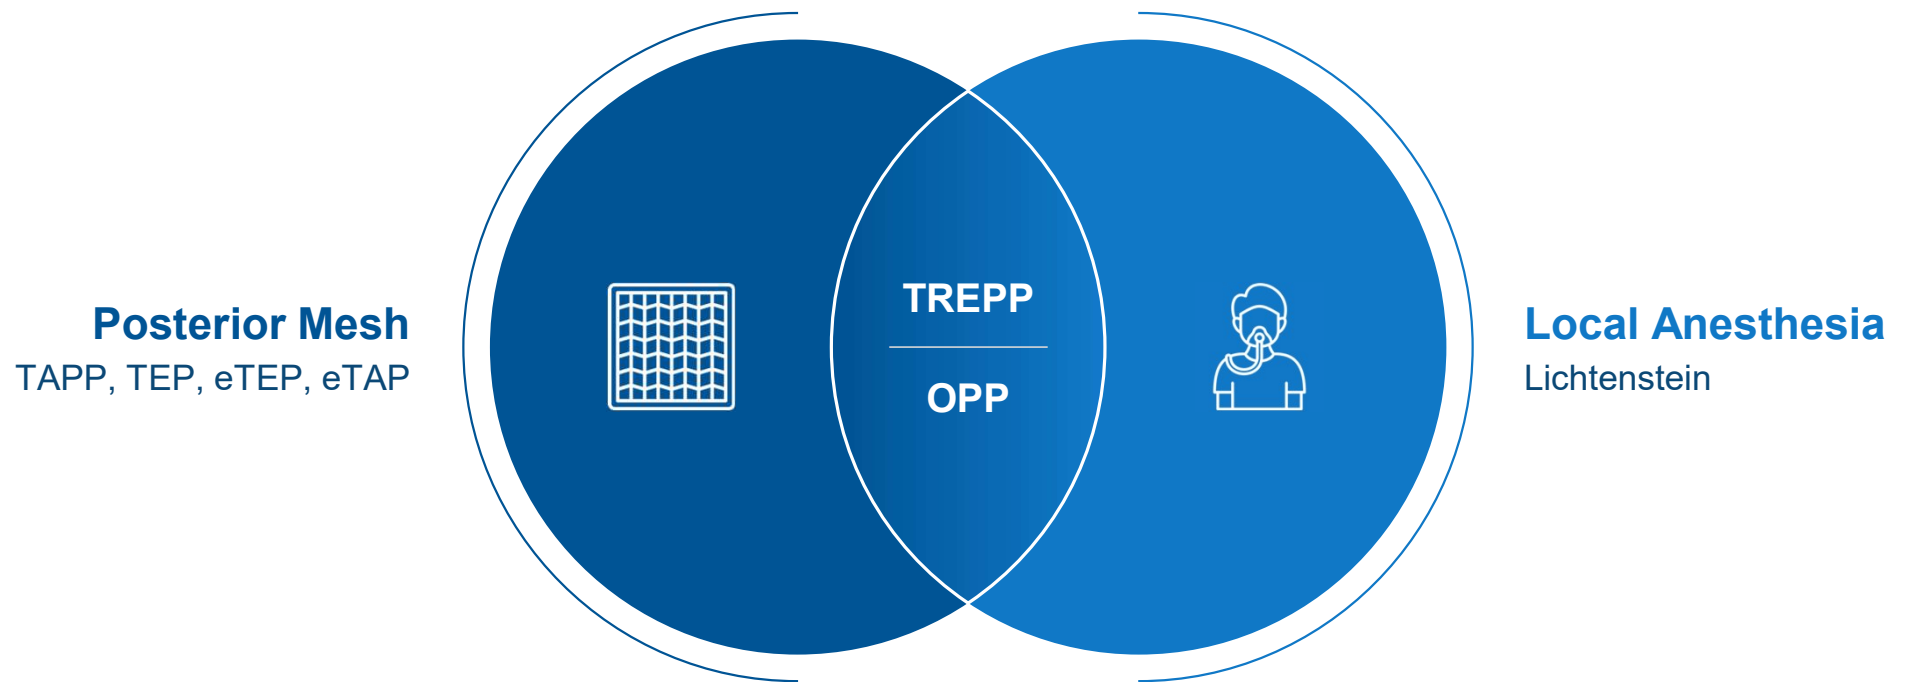 Posterior Mesh
TAPP, TEP, eTEP, eTAP
TREPP
OPP
Local Anesthesia
Lichtenstein